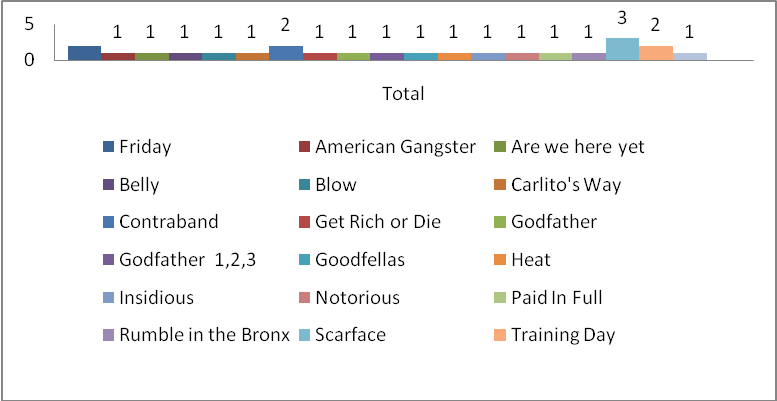 5
3
2
2
1 1 1 1 1 1 1 1 1 1 1 1 1 1 1
0
Total
Friday American Gangster Are we here yet
Belly Blow Carlito's Way
Contraband Get Rich or Die Godfather
Godfather 1,2,3 Goodfellas Heat
Insidious Notorious Paid In Full
Rumble in the Bronx Scarface Training Day